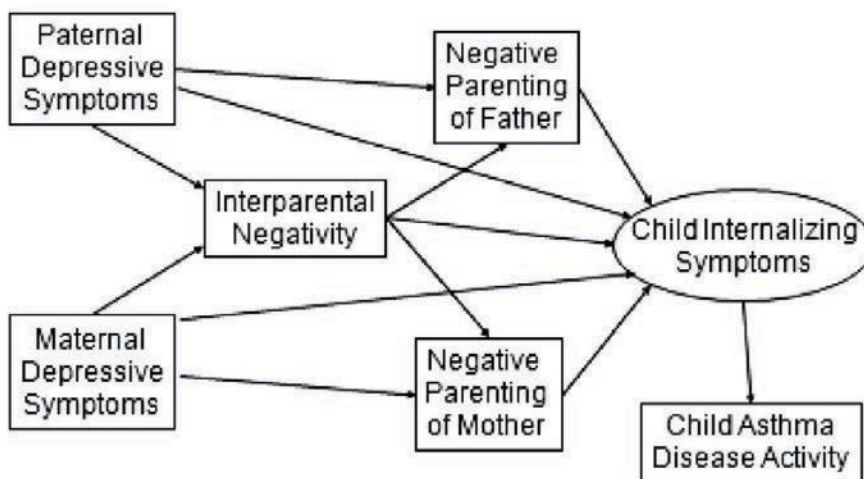 Paternal
Depressive
Symptoms
Negative
Parenting
of Father
Interparental
Negativity
Child Internalizing
Symptoms
Maternal
Depressive
Symptoms
Negative
Parenting
of Mother
Child Asthma
Disease Activity